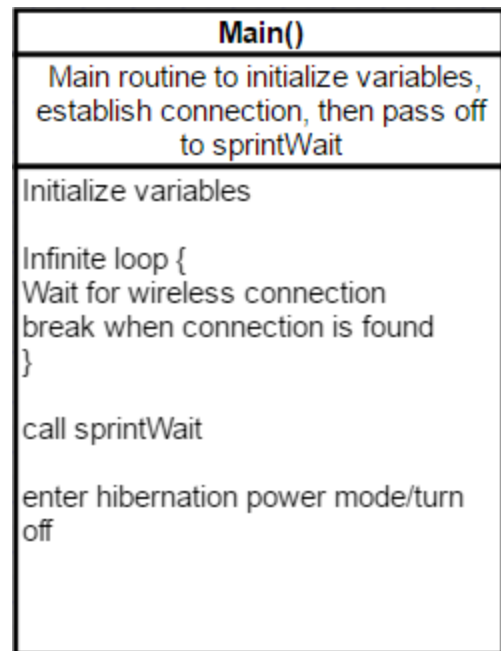 Main()
Main routine to initialize variables,
establish connection, then pass off
to sprintWait
Initialize variables
Infinite loop {
Wait for wireless connection
break when connection is found
}
call sprintWait
enter hibernation power mode/turn
off